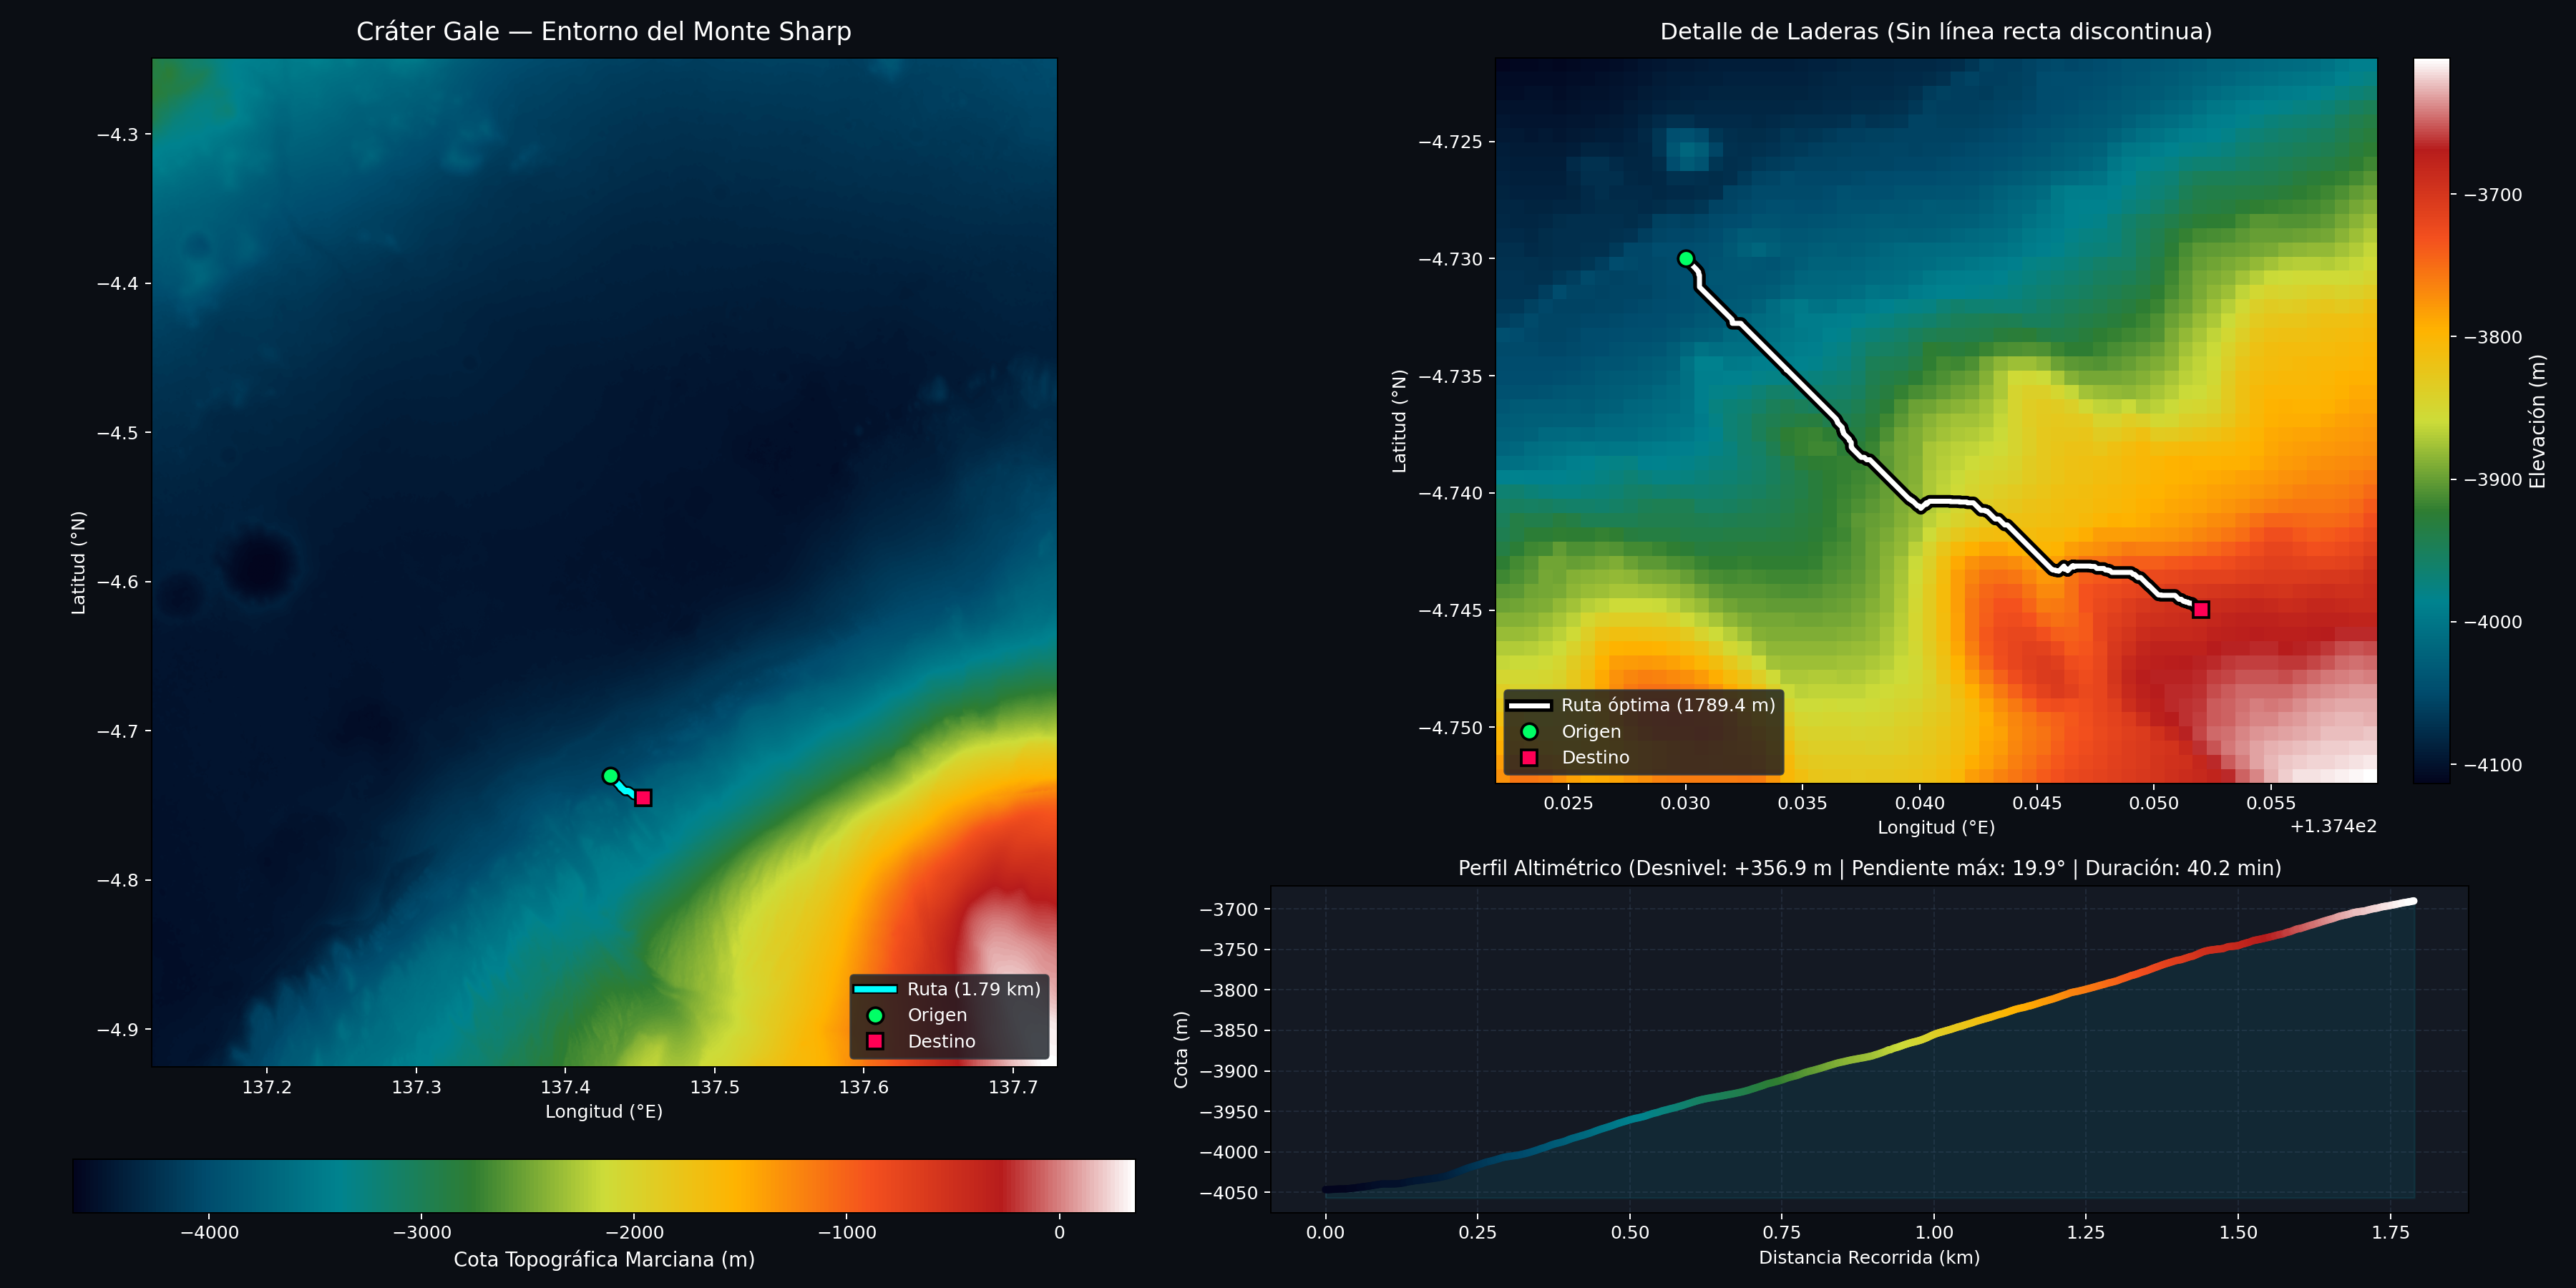 Cráter Gale — Entorno del Monte Sharp
−4.3
−4.4
−4.5
−4.6
−4.7
−4.8
−4.9
Latitud (°N)
137.2 137.3 137.4 137.5 137.6 137.7
Longitud (°E)
Ruta (1.79 km)
Origen
Destino
−4000 −3000 −2000 −1000 0
Cota Topográfica Marciana (m)
Detalle de Laderas (Sin línea recta discontinua)
−4.725
−4.730
−4.735
−4.740
−4.745
−4.750
Latitud (°N)
Ruta óptima (1789.4 m)
Origen
Destino
0.025 0.030 0.035 0.040 0.045 0.050 0.055
Longitud (°E)
+1.374e2
−3700
−3800
−3900
−4000
−4100
Elevación (m)
Perfil Altimétrico (Desnivel: +356.9 m | Pendiente máx: 19.9° | Duración: 40.2 min)
−3700
−3750
−3800
−3850
−3900
−3950
−4000
−4050
Cota (m)
0.00 0.25 0.50 0.75 1.00 1.25 1.50 1.75
Distancia Recorrida (km)